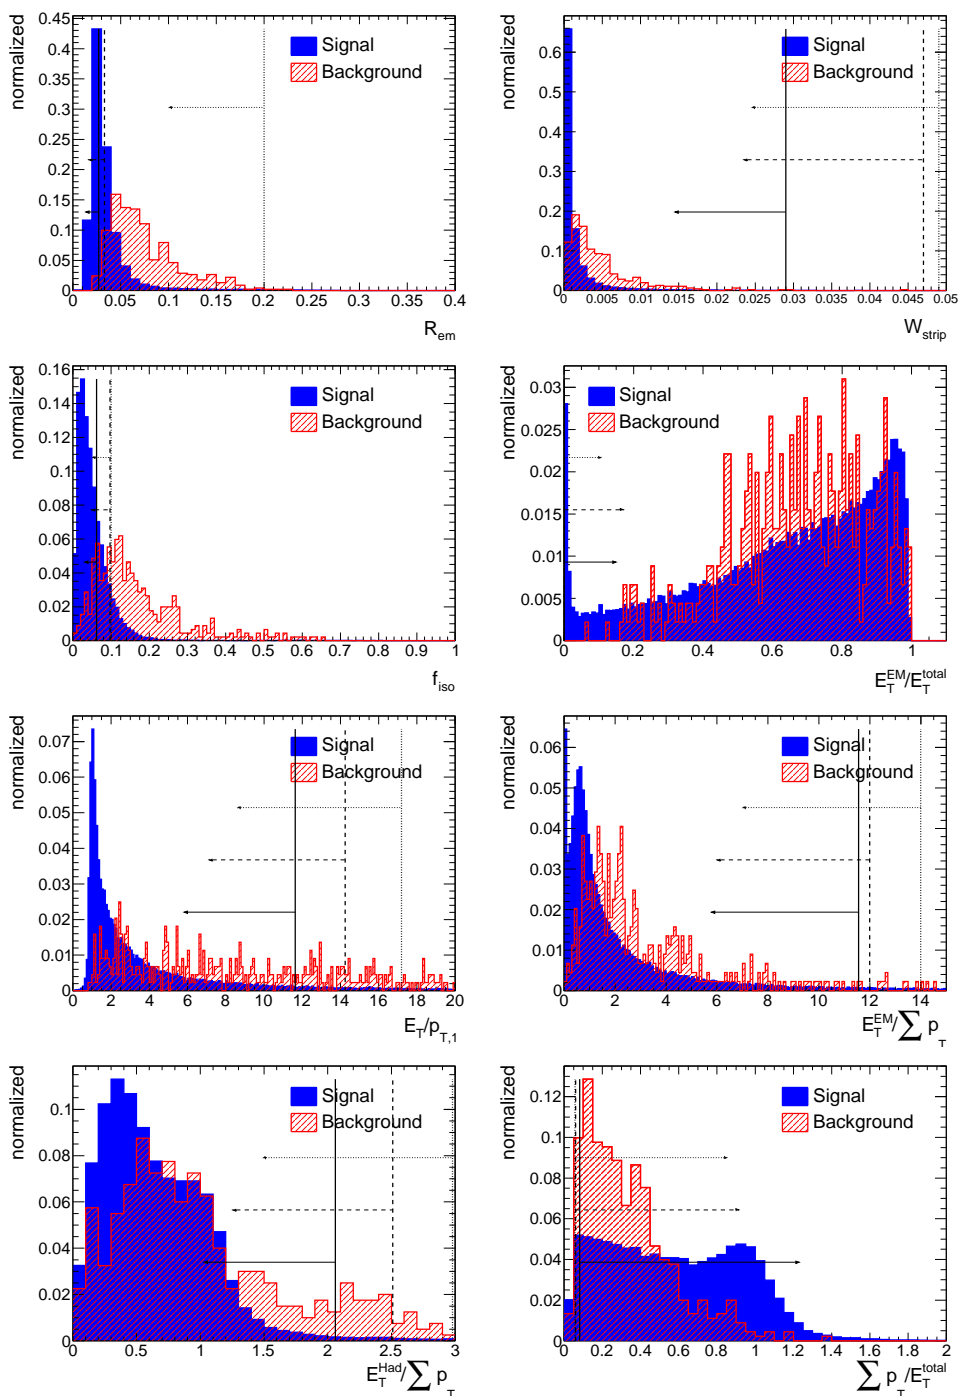 normalized
Signal
Background
0.45
0.4
0.35
0.3
0.25
0.2
0.15
0.1
0.05
0
0 0.05 0.1 0.15 0.2 0.25 0.3 0.35 0.4
R_em
normalized
Signal
Background
0.6
0.5
0.4
0.3
0.2
0.1
0
0 0.005 0.01 0.015 0.02 0.025 0.03 0.035 0.04 0.045 0.05
W_strip
normalized
Signal
Background
0.16
0.14
0.12
0.1
0.08
0.06
0.04
0.02
0
0 0.1 0.2 0.3 0.4 0.5 0.6 0.7 0.8 0.9 1
f_iso
normalized
Signal
Background
0.03
0.025
0.02
0.015
0.01
0.005
0
0 0.2 0.4 0.6 0.8 1
E_T^EM/E_T^total
normalized
Signal
Background
0.07
0.06
0.05
0.04
0.03
0.02
0.01
0
0 2 4 6 8 10 12 14 16 18 20
E_T/p_T,1
normalized
Signal
Background
0.06
0.05
0.04
0.03
0.02
0.01
0
0 2 4 6 8 10 12 14
E_T^EM/∑ p_T
normalized
Signal
Background
0.1
0.08
0.06
0.04
0.02
0
0 0.5 1 1.5 2 2.5 3
E_T^Had/∑ p_T
normalized
Signal
Background
0.12
0.1
0.08
0.06
0.04
0.02
0
0 0.2 0.4 0.6 0.8 1 1.2 1.4 1.6 1.8 2
∑ p_T/E_T^total